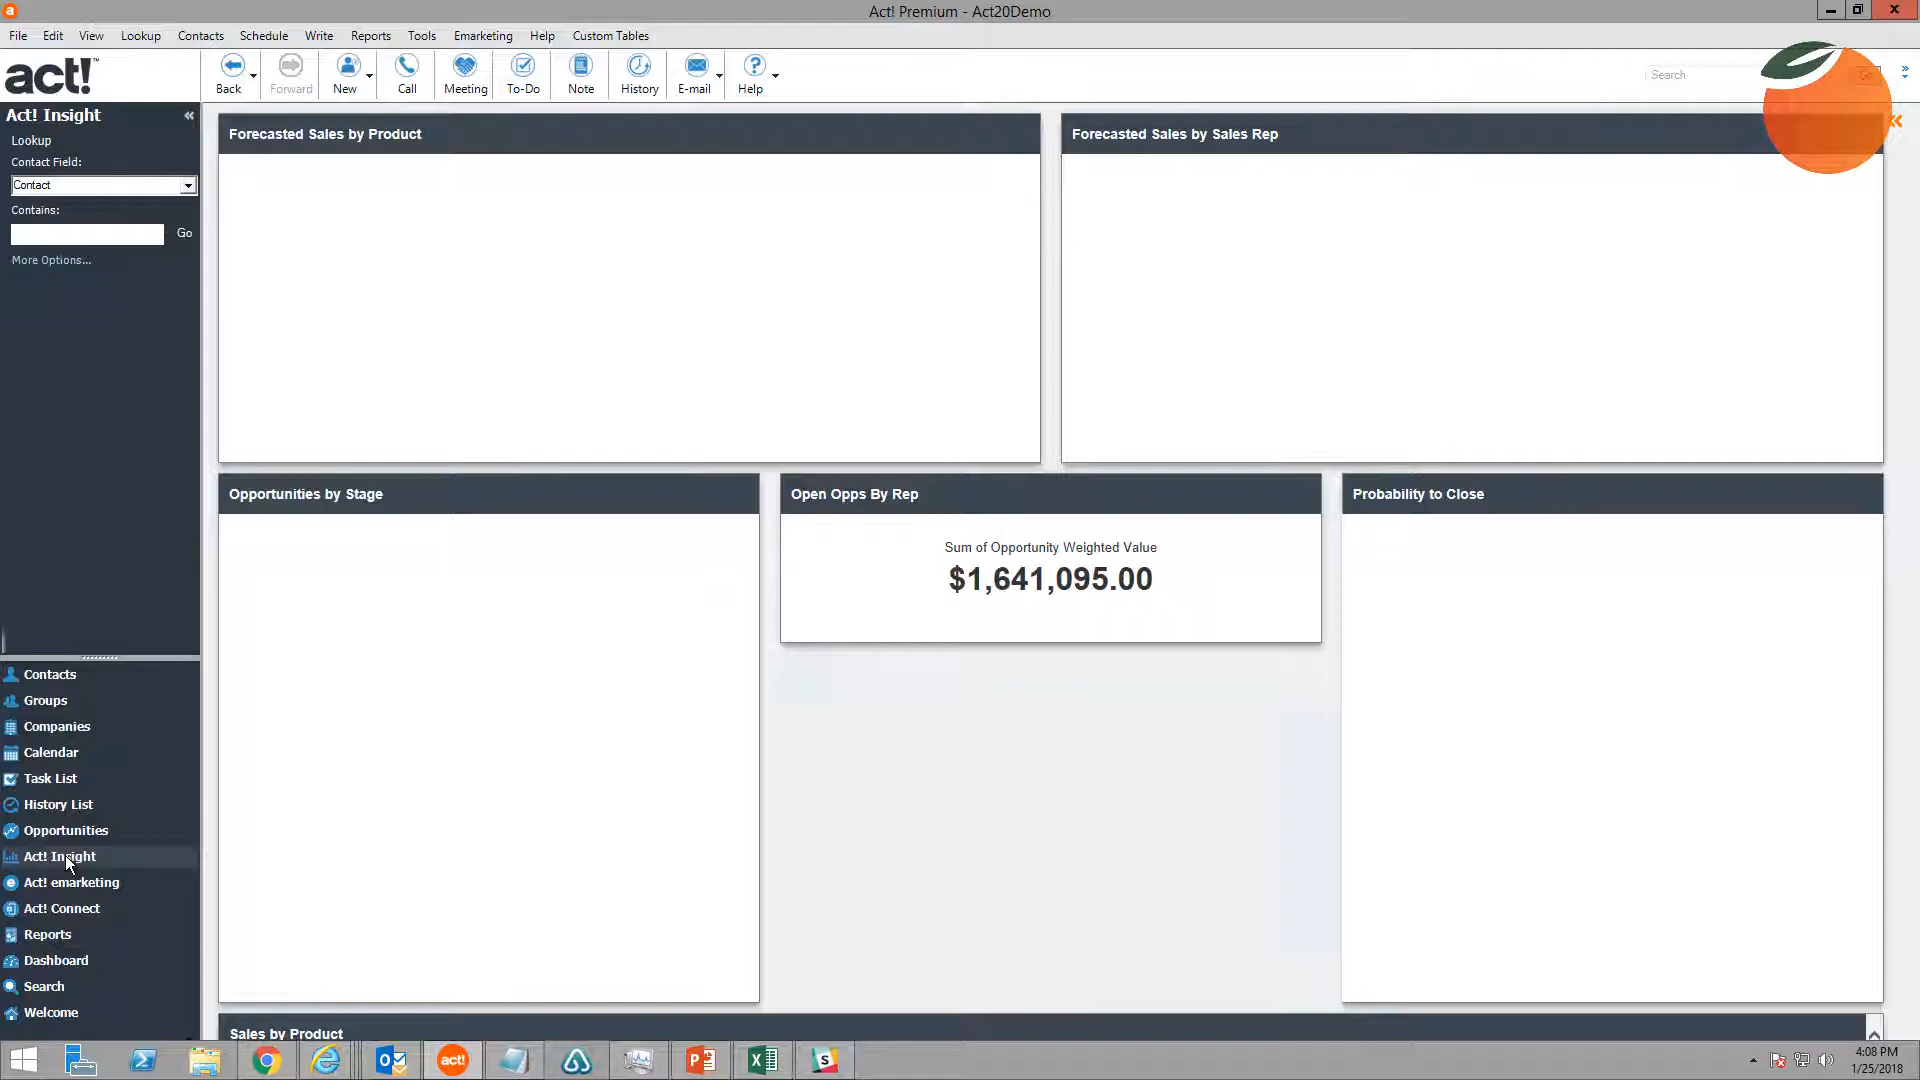 Act! Premium - Act20Demo
File Edit View Lookup Contacts Schedule Write Reports Tools Emarketing Help Custom Tables
act!
Back Forward New Call Meeting To-Do Note History E-mail Help
Search
Act! Insight
Lookup
Contact Field:
Contact
Contains:
Go
More Options...
Forecasted Sales by Product
Forecasted Sales by Sales Rep
Opportunities by Stage
Open Opps By Rep
Sum of Opportunity Weighted Value
$1,641,095.00
Probability to Close
Sales by Product
Contacts
Groups
Companies
Calendar
Task List
History List
Opportunities
Act! Insight
Act! emarketing
Act! Connect
Reports
Dashboard
Search
Welcome
act!
4:08 PM
1/25/2018